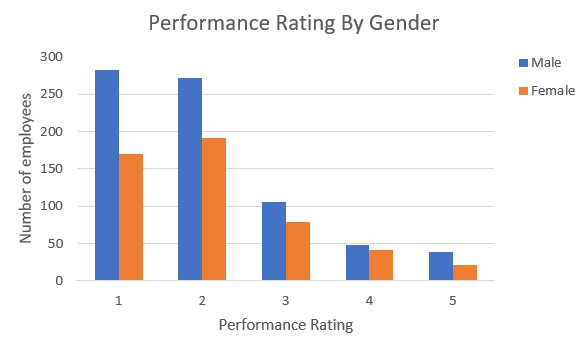 Performance Rating By Gender
300
250
200
150
100
50
0
Number of employees
1 2 3 4 5
Performance Rating
Male
Female